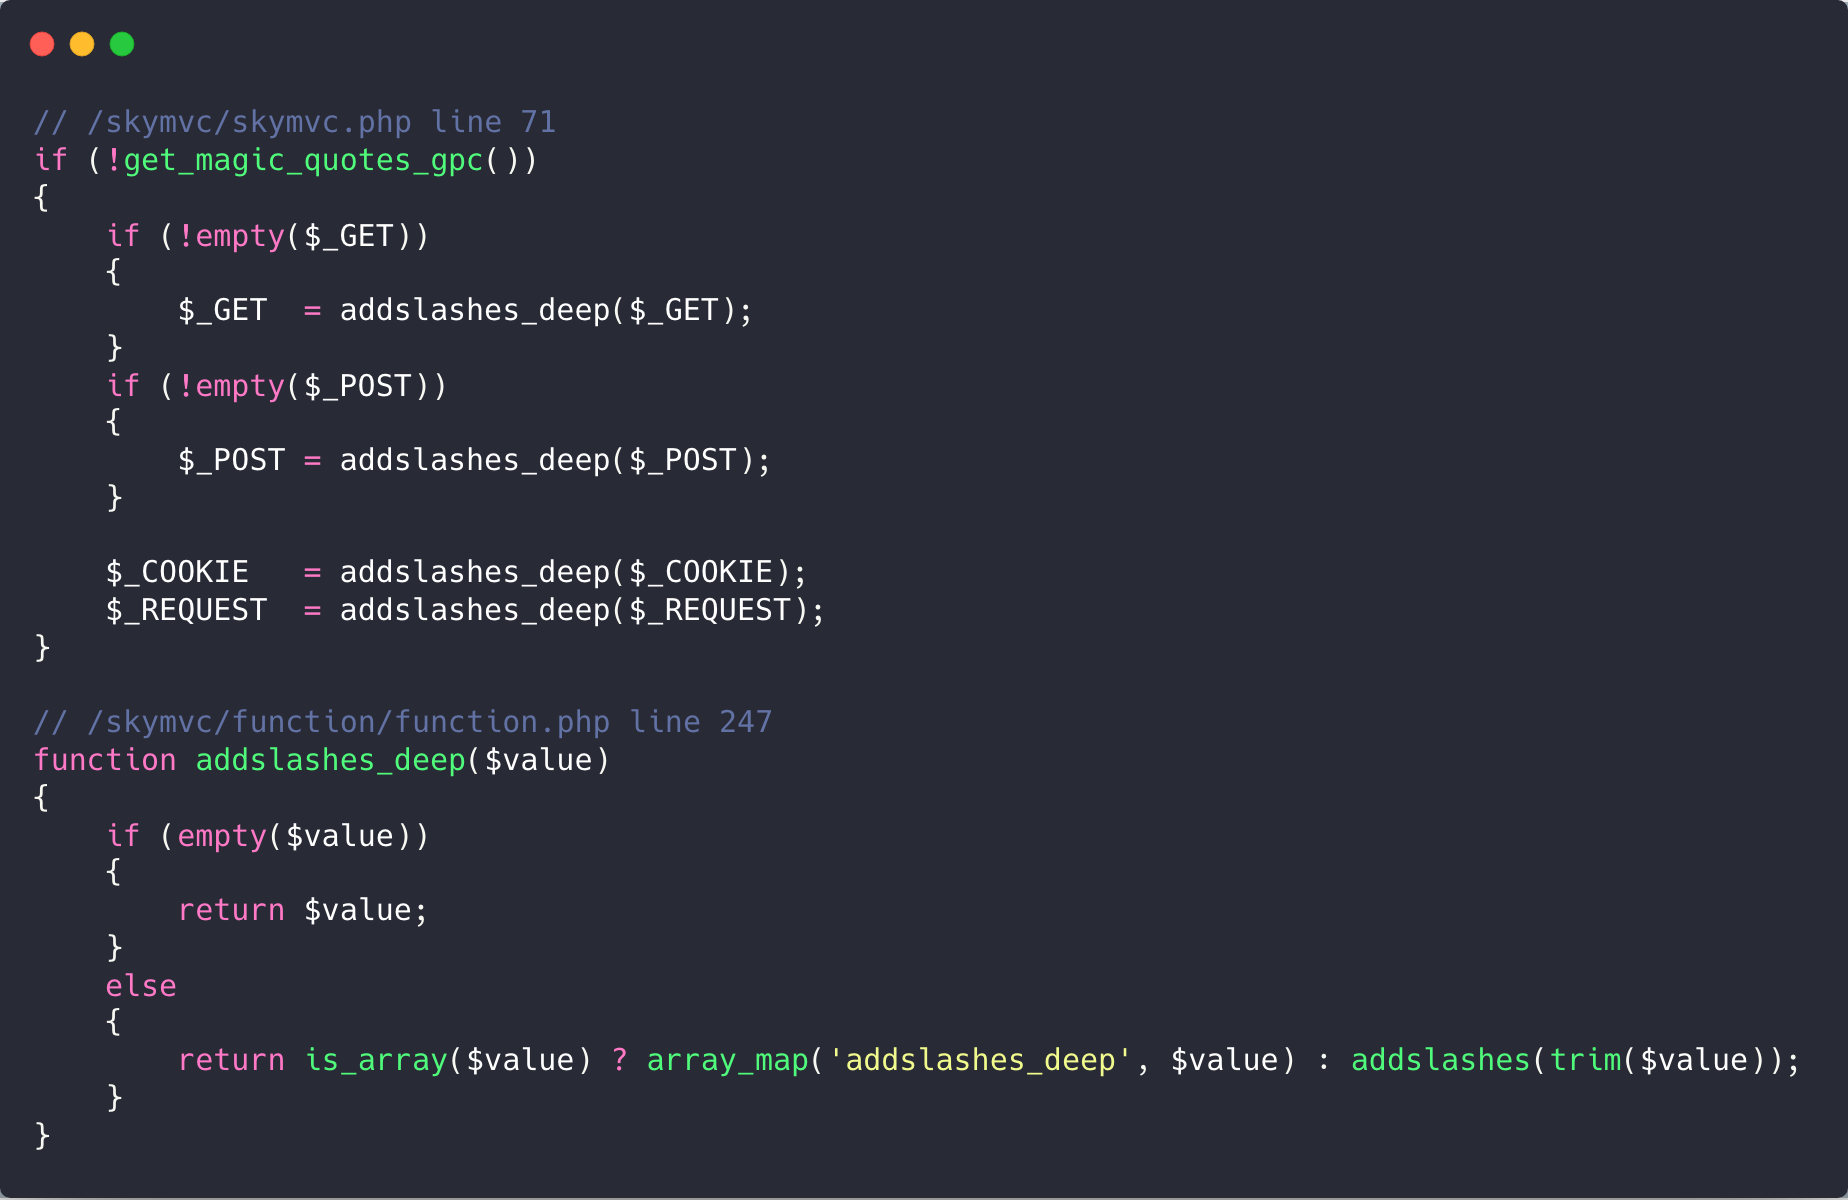 // /skymvc/skymvc.php line 71
if (!get_magic_quotes_gpc())
{
    if (!empty($_GET))
    {
        $_GET  = addslashes_deep($_GET);
    }
    if (!empty($_POST))
    {
        $_POST = addslashes_deep($_POST);
    }

    $_COOKIE   = addslashes_deep($_COOKIE);
    $_REQUEST  = addslashes_deep($_REQUEST);
}

// /skymvc/function/function.php line 247
function addslashes_deep($value)
{
    if (empty($value))
    {
        return $value;
    }
    else
    {
        return is_array($value) ? array_map('addslashes_deep', $value) : addslashes(trim($value));
    }
}